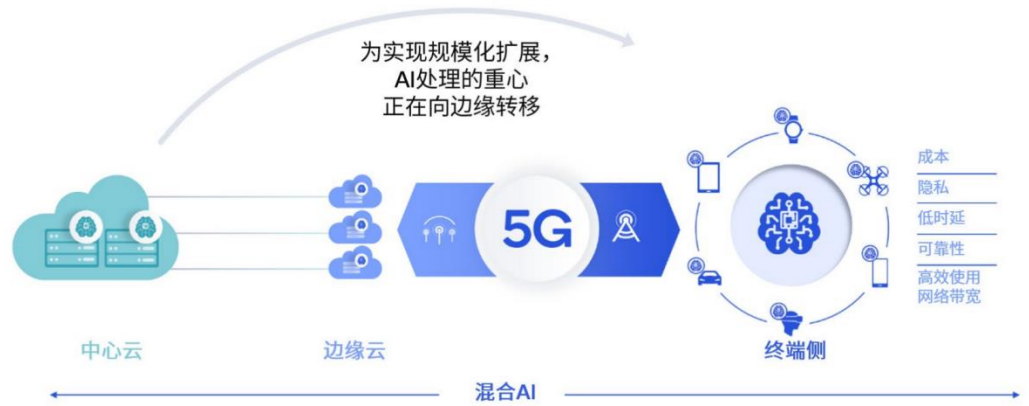 为实现规模化扩展，
AI处理的重心
正在向边缘转移
5G
成本
隐私
低时延
可靠性
高效使用
网络带宽
中心云
边缘云
终端侧
混合AI